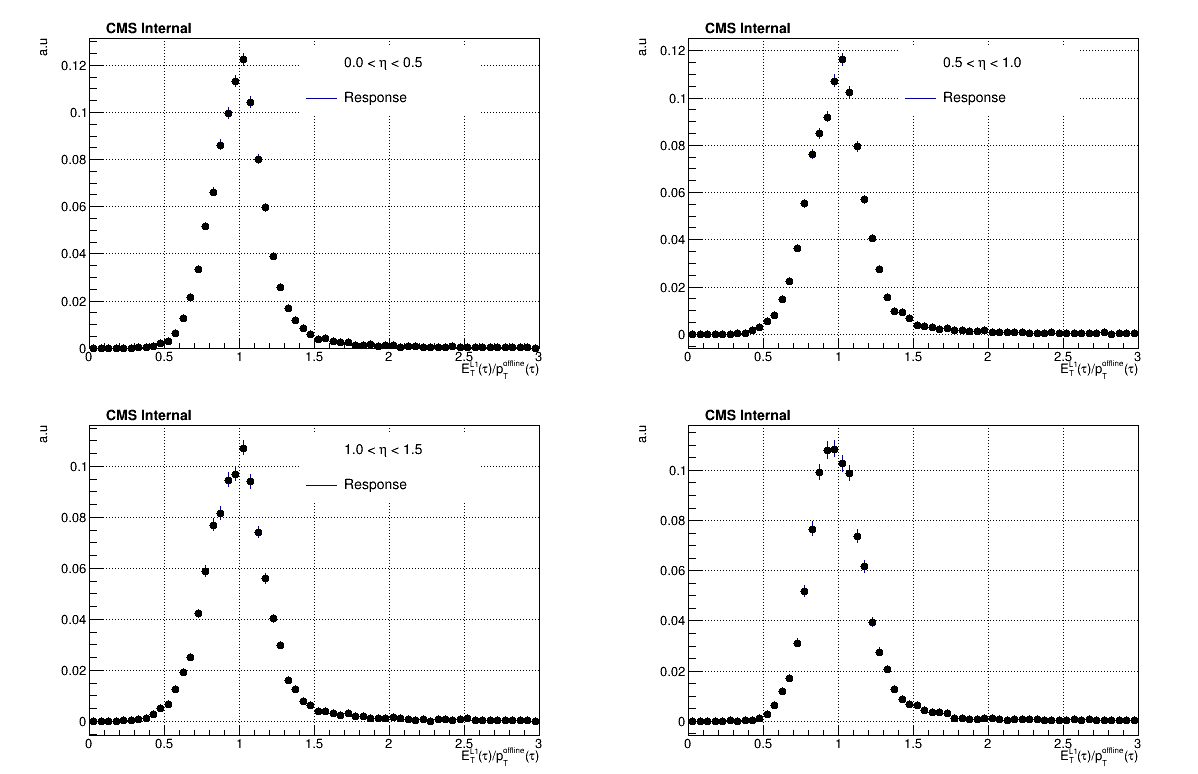 CMS Internal
a.u
0.0 < η < 0.5
Response
0.12
0.1
0.08
0.06
0.04
0.02
0
0 0.5 1 1.5 2 2.5 3
E_T^L1(τ)/p_T^offline(τ)
CMS Internal
a.u
0.5 < η < 1.0
Response
0.12
0.1
0.08
0.06
0.04
0.02
0
0.5 1 1.5 2 2.5 3
E_T^L1(τ)/p_T^offline(τ)
CMS Internal
a.u
1.0 < η < 1.5
Response
0.1
0.08
0.06
0.04
0.02
0
0 0.5 1 1.5 2 2.5 3
E_T^L1(τ)/p_T^offline(τ)
CMS Internal
a.u
0.1
0.08
0.06
0.04
0.02
0
0.5 1 1.5 2 2.5 3
E_T^L1(τ)/p_T^offline(τ)